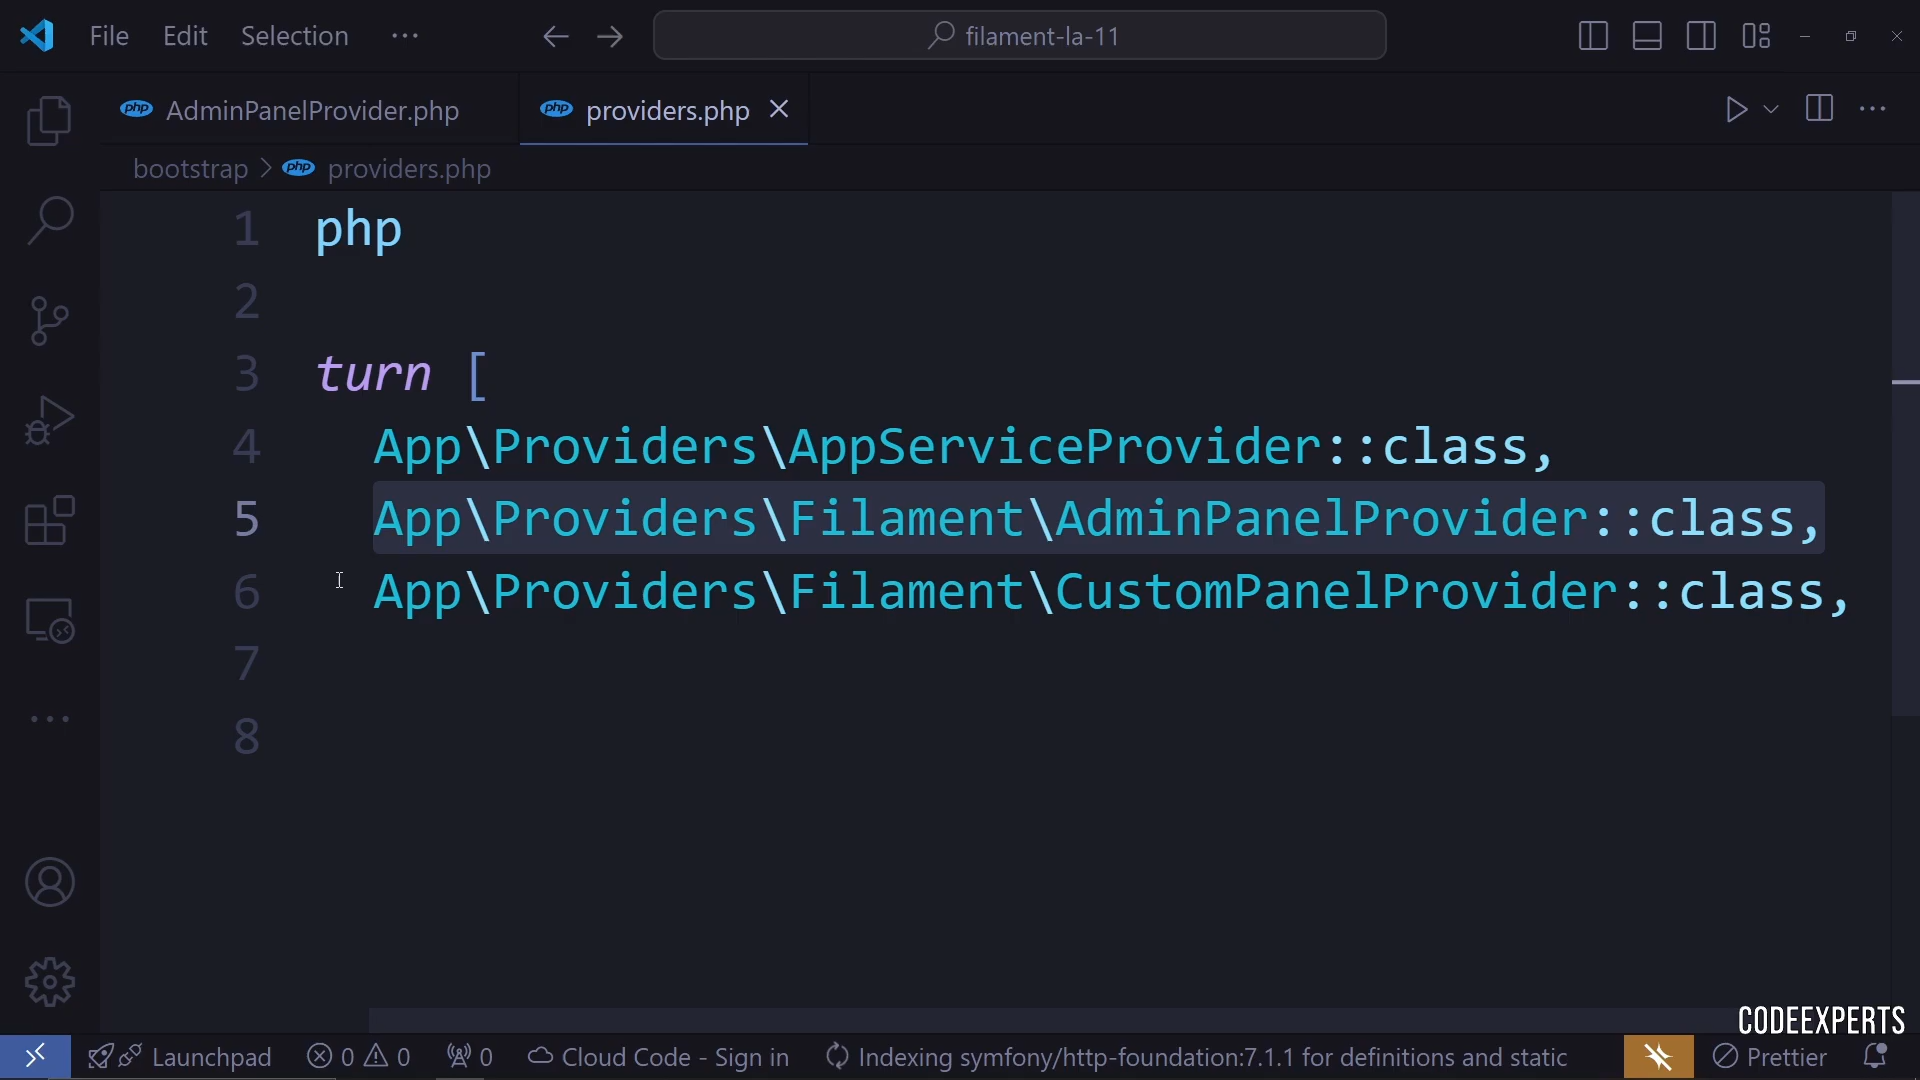 File Edit Selection ··· filament-la-11
php AdminPanelProvider.php php providers.php
bootstrap > php providers.php
1 php
2
3 turn [
4 App\Providers\AppServiceProvider::class,
5 App\Providers\Filament\AdminPanelProvider::class,
6 App\Providers\Filament\CustomPanelProvider::class,
7
8
CODEEXPERTS
Launchpad 0 0 0 Cloud Code - Sign in Indexing symfony/http-foundation:7.1.1 for definitions and static Prettier